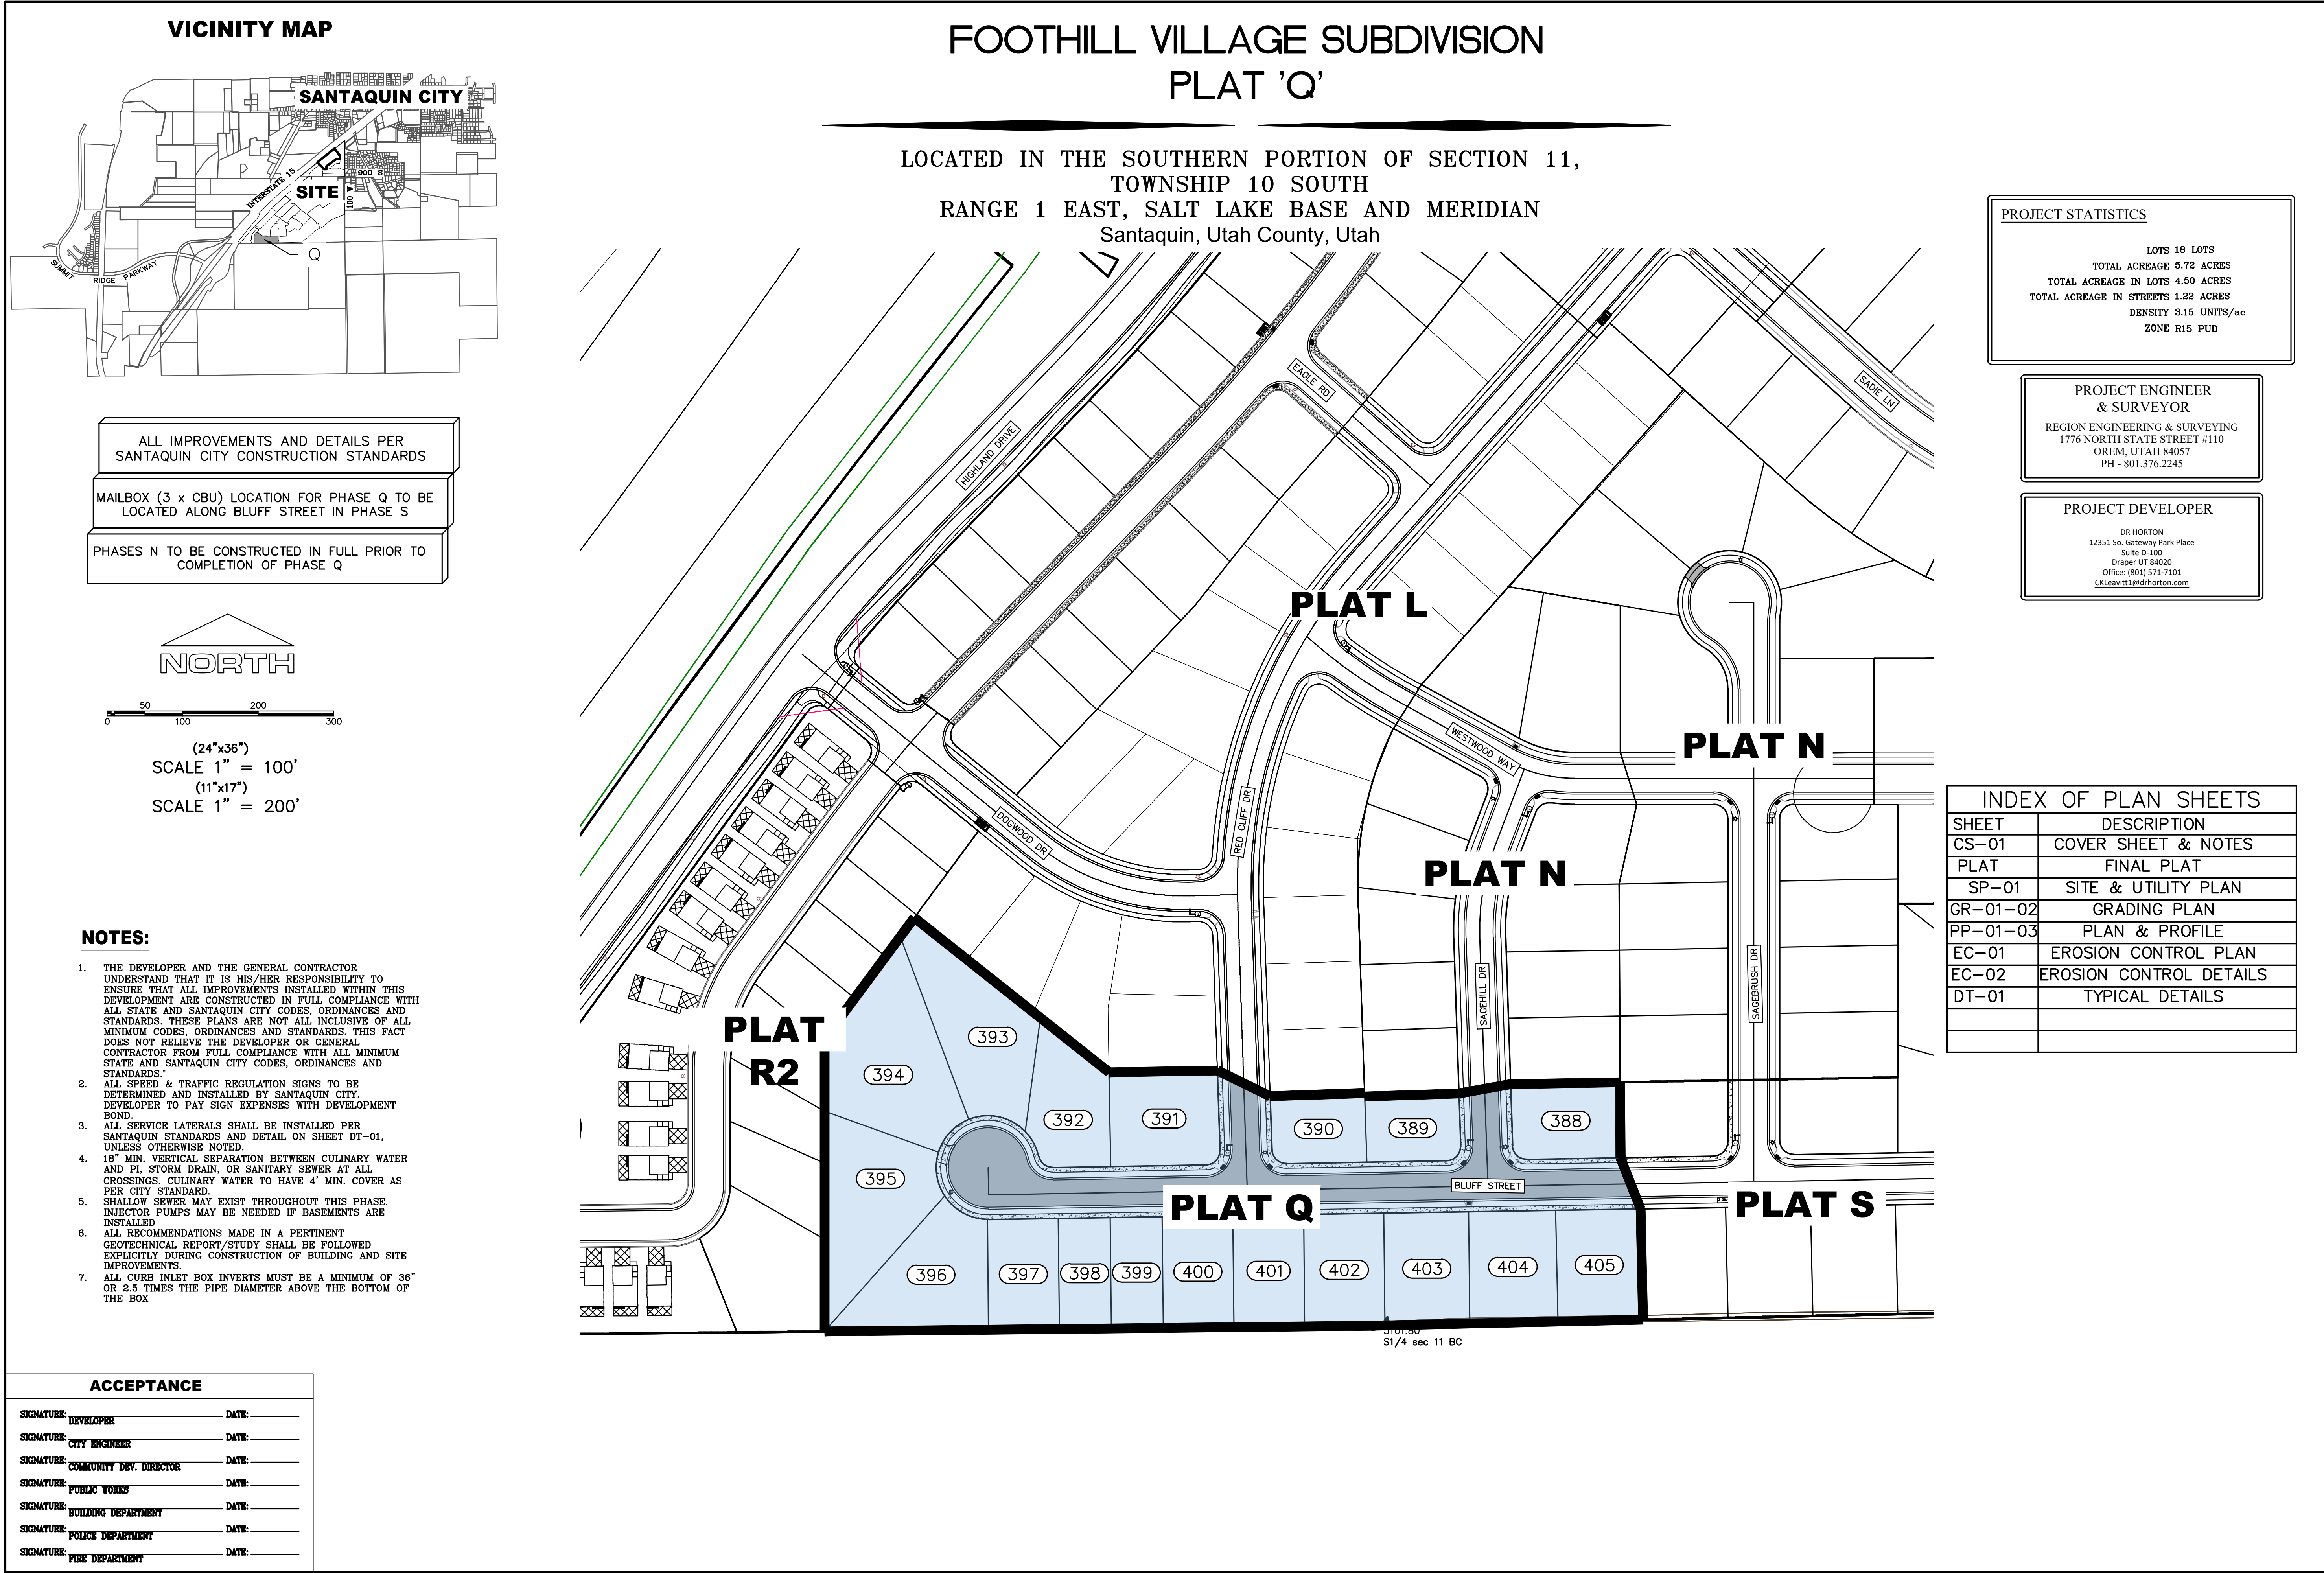 VICINITY MAP
SANTAQUIN CITY
900 S
INTERSTATE 15
SITE
100
Q
SUMMIT
RIDGE
PARKWAY
FOOTHILL VILLAGE SUBDIVISION
PLAT 'Q'
LOCATED IN THE SOUTHERN PORTION OF SECTION 11,
TOWNSHIP 10 SOUTH
RANGE 1 EAST, SALT LAKE BASE AND MERIDIAN
Santaquin, Utah County, Utah
PROJECT STATISTICS
LOTS 18 LOTS
TOTAL ACREAGE 5.72 ACRES
TOTAL ACREAGE IN LOTS 4.50 ACRES
TOTAL ACREAGE IN STREETS 1.22 ACRES
DENSITY 3.15 UNITS/ac
ZONE R15 PUD
PROJECT ENGINEER
& SURVEYOR
REGION ENGINEERING & SURVEYING
1776 NORTH STATE STREET #110
OREM, UTAH 84057
PH - 801.376.2245
PROJECT DEVELOPER
DR HORTON
12351 So. Gateway Park Place
Suite D-100
Draper UT 84020
Office: (801) 571-7101
CKLeavitt1@drhorton.com
ALL IMPROVEMENTS AND DETAILS PER
SANTAQUIN CITY CONSTRUCTION STANDARDS
MAILBOX (3 x CBU) LOCATION FOR PHASE Q TO BE
LOCATED ALONG BLUFF STREET IN PHASE S
PHASES N TO BE CONSTRUCTED IN FULL PRIOR TO
COMPLETION OF PHASE Q
NORTH
50 200
0 100 300
(24"x36")
SCALE 1" = 100'
(11"x17")
SCALE 1" = 200'
NOTES:
1. THE DEVELOPER AND THE GENERAL CONTRACTOR
UNDERSTAND THAT IT IS HIS/HER RESPONSIBILITY TO
ENSURE THAT ALL IMPROVEMENTS INSTALLED WITHIN THIS
DEVELOPMENT ARE CONSTRUCTED IN FULL COMPLIANCE WITH
ALL STATE AND SANTAQUIN CITY CODES, ORDINANCES AND
STANDARDS. THESE PLANS ARE NOT ALL INCLUSIVE OF ALL
MINIMUM CODES, ORDINANCES AND STANDARDS. THIS FACT
DOES NOT RELIEVE THE DEVELOPER OR GENERAL
CONTRACTOR FROM FULL COMPLIANCE WITH ALL MINIMUM
STATE AND SANTAQUIN CITY CODES, ORDINANCES AND
STANDARDS."
2. ALL SPEED & TRAFFIC REGULATION SIGNS TO BE
DETERMINED AND INSTALLED BY SANTAQUIN CITY.
DEVELOPER TO PAY SIGN EXPENSES WITH DEVELOPMENT
BOND.
3. ALL SERVICE LATERALS SHALL BE INSTALLED PER
SANTAQUIN STANDARDS AND DETAIL ON SHEET DT-01,
UNLESS OTHERWISE NOTED.
4. 18" MIN. VERTICAL SEPARATION BETWEEN CULINARY WATER
AND PI, STORM DRAIN, OR SANITARY SEWER AT ALL
CROSSINGS. CULINARY WATER TO HAVE 4' MIN. COVER AS
PER CITY STANDARD.
5. SHALLOW SEWER MAY EXIST THROUGHOUT THIS PHASE.
INJECTOR PUMPS MAY BE NEEDED IF BASEMENTS ARE
INSTALLED
6. ALL RECOMMENDATIONS MADE IN A PERTINENT
GEOTECHNICAL REPORT/STUDY SHALL BE FOLLOWED
EXPLICITLY DURING CONSTRUCTION OF BUILDING AND SITE
IMPROVEMENTS.
7. ALL CURB INLET BOX INVERTS MUST BE A MINIMUM OF 36"
OR 2.5 TIMES THE PIPE DIAMETER ABOVE THE BOTTOM OF
THE BOX
EAGLE RD
SADIE LN
HIGHLAND DRIVE
PLAT L
WESTWOOD WAY
PLAT N
RED CLIFF DR
DOGWOOD DR
PLAT N
SAGEHILL DR
SAGEBRUSH DR
PLAT
R2
393
394
392
391
390
389
388
395
BLUFF STREET
PLAT Q
PLAT S
396
397
398
399
400
401
402
403
404
405
S1/4 sec 11 BC
INDEX OF PLAN SHEETS
SHEET DESCRIPTION
CS-01 COVER SHEET & NOTES
PLAT FINAL PLAT
SP-01 SITE & UTILITY PLAN
GR-01-02 GRADING PLAN
PP-01-03 PLAN & PROFILE
EC-01 EROSION CONTROL PLAN
EC-02 EROSION CONTROL DETAILS
DT-01 TYPICAL DETAILS
ACCEPTANCE
SIGNATURE: DATE:
DEVELOPER
SIGNATURE: DATE:
CITY ENGINEER
SIGNATURE: DATE:
COMMUNITY DEV. DIRECTOR
SIGNATURE: DATE:
PUBLIC WORKS
SIGNATURE: DATE:
BUILDING DEPARTMENT
SIGNATURE: DATE:
POLICE DEPARTMENT
SIGNATURE: DATE:
FIRE DEPARTMENT